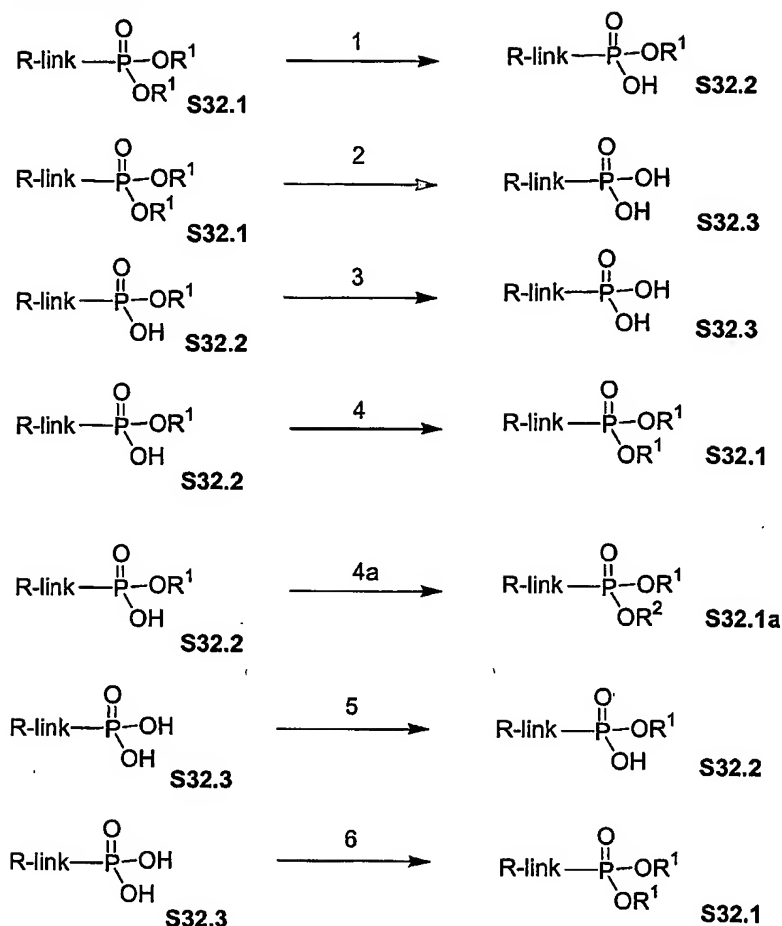 O 1 O
R-link—P—OR¹ R-link—P—OR¹
OR¹ S32.1 OH S32.2
O 2 O
R-link—P—OR¹ R-link—P—OH
OR¹ S32.1 OH S32.3
O 3 O
R-link—P—OR¹ R-link—P—OH
OH S32.2 OH S32.3
O 4 O
R-link—P—OR¹ R-link—P—OR¹
OH S32.2 OR¹ S32.1
O 4a O
R-link—P—OR¹ R-link—P—OR¹
OH S32.2 OR² S32.1a
O 5 O
R-link—P—OH R-link—P—OR¹
OH S32.3 OH S32.2
O 6 O
R-link—P—OH R-link—P—OR¹
OH S32.3 OR¹ S32.1